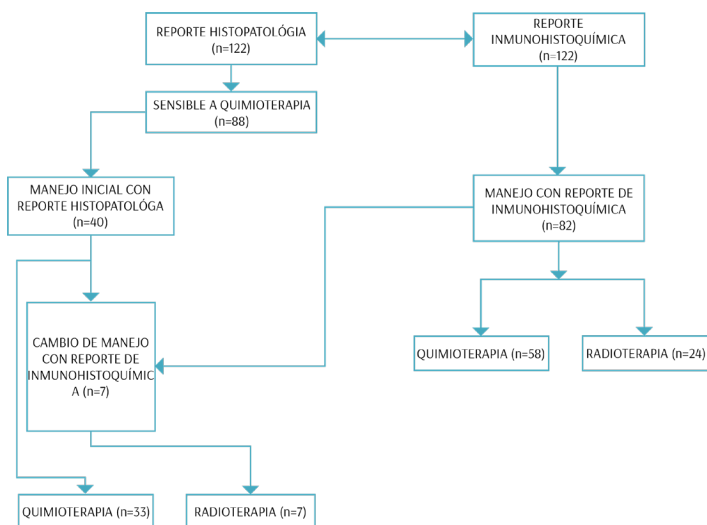 REPORTE HISTOPATOLÓGIA
(n=122)
REPORTE
INMUNOHISTOQUÍMICA
(n=122)
SENSIBLE A QUIMIOTERAPIA
(n=88)
MANEJO INICIAL CON
REPORTE HISTOPATOLÓGA
(n=40)
MANEJO CON REPORTE DE
INMUNOHISTOQUÍMICA
(n=82)
CAMBIO DE MANEJO
CON REPORTE DE
INMUNOHISTOQUÍMIC
A (n=7)
QUIMIOTERAPIA (n=58)
RADIOTERAPIA (n=24)
QUIMIOTERAPIA (n=33)
RADIOTERAPIA (n=7)